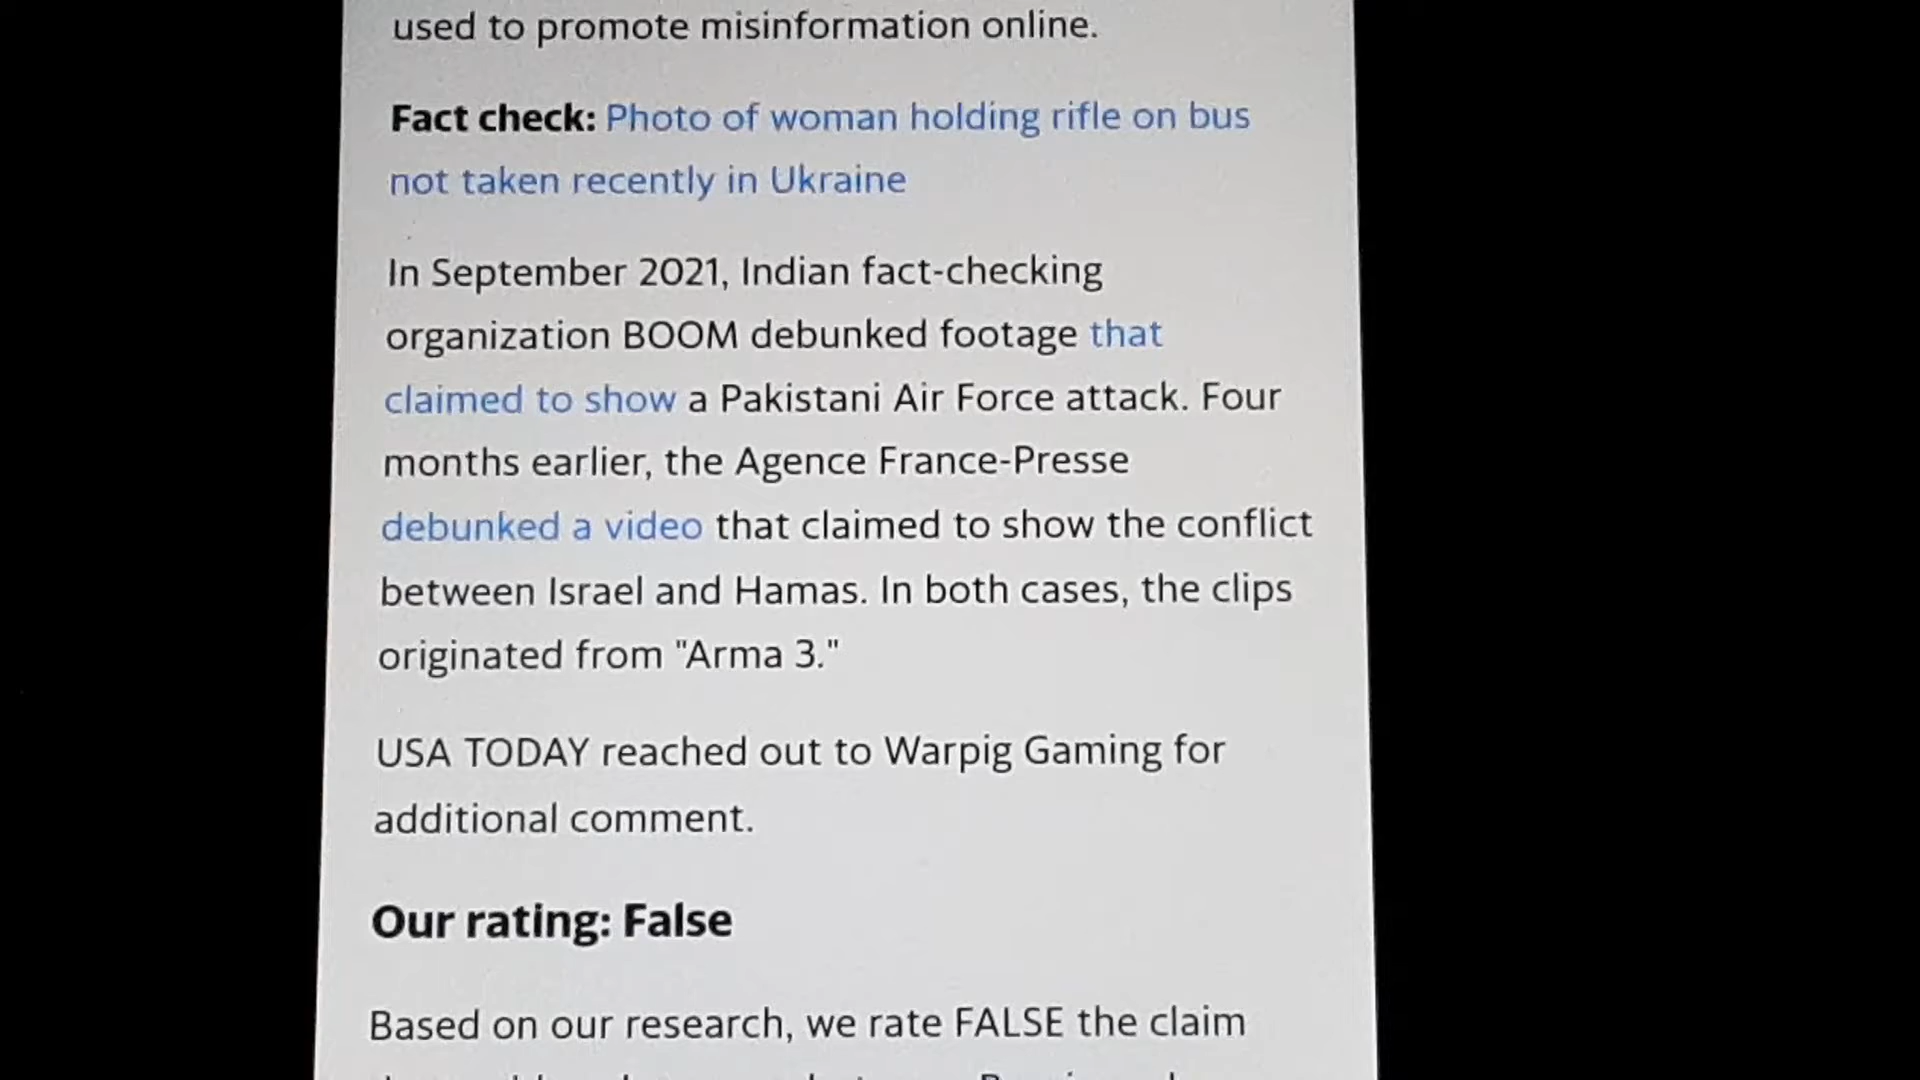 used to promote misinformation online.
Fact check: Photo of woman holding rifle on bus
not taken recently in Ukraine
In September 2021, Indian fact-checking
organization BOOM debunked footage that
claimed to show a Pakistani Air Force attack. Four
months earlier, the Agence France-Presse
debunked a video that claimed to show the conflict
between Israel and Hamas. In both cases, the clips
originated from "Arma 3."
USA TODAY reached out to Warpig Gaming for
additional comment.
Our rating: False
Based on our research, we rate FALSE the claim